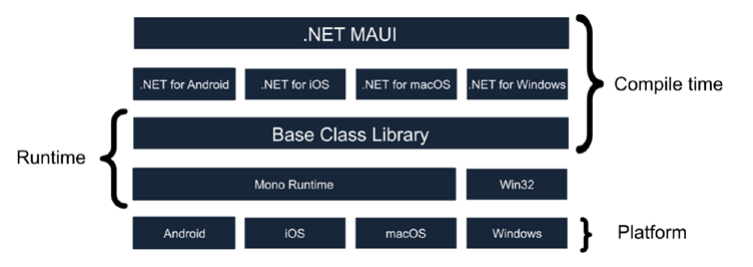 .NET MAUI
.NET for Android .NET for iOS .NET for macOS .NET for Windows
Compile time
Base Class Library
Runtime
Mono Runtime Win32
Android iOS macOS Windows Platform